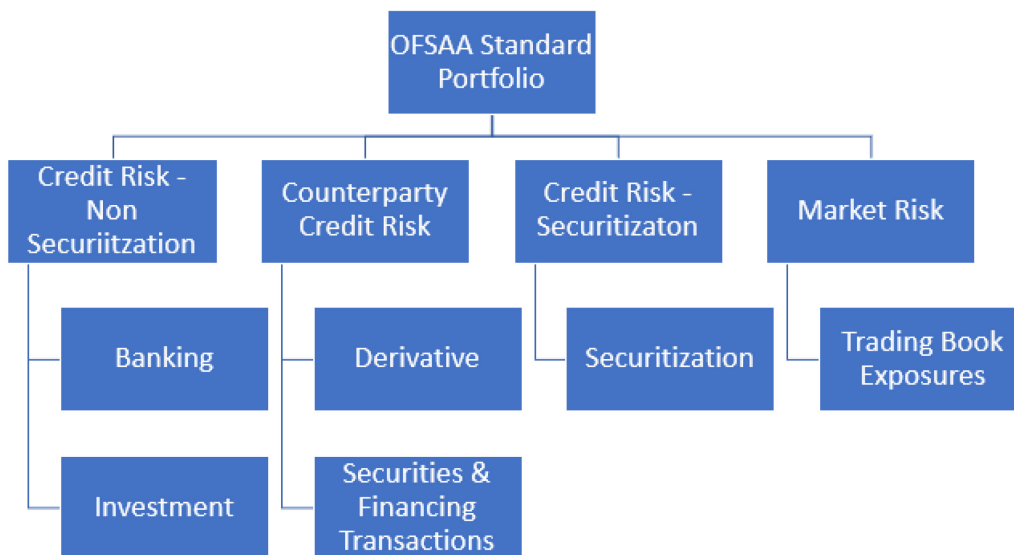 OFSAA Standard
Portfolio
Credit Risk -
Non
Securiitzation
Counterparty
Credit Risk
Credit Risk -
Securitizaton
Market Risk
Banking
Derivative
Securitization
Trading Book
Exposures
Investment
Securities &
Financing
Transactions